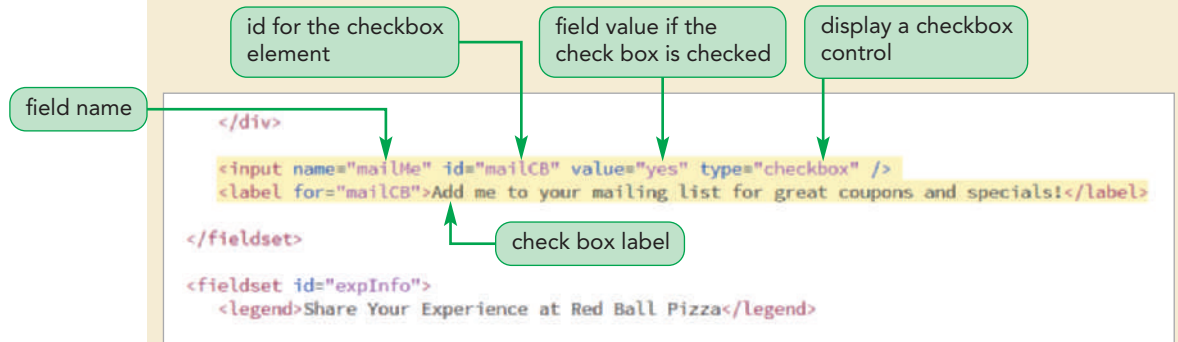 id for the checkbox
element
field value if the
check box is checked
display a checkbox
control
field name
</div>
<input name="mailMe" id="mailCB" value="yes" type="checkbox" />
<label for="mailCB">Add me to your mailing list for great coupons and specials!</label>
check box label
</fieldset>
<fieldset id="expInfo">
<legend>Share Your Experience at Red Ball Pizza</legend>